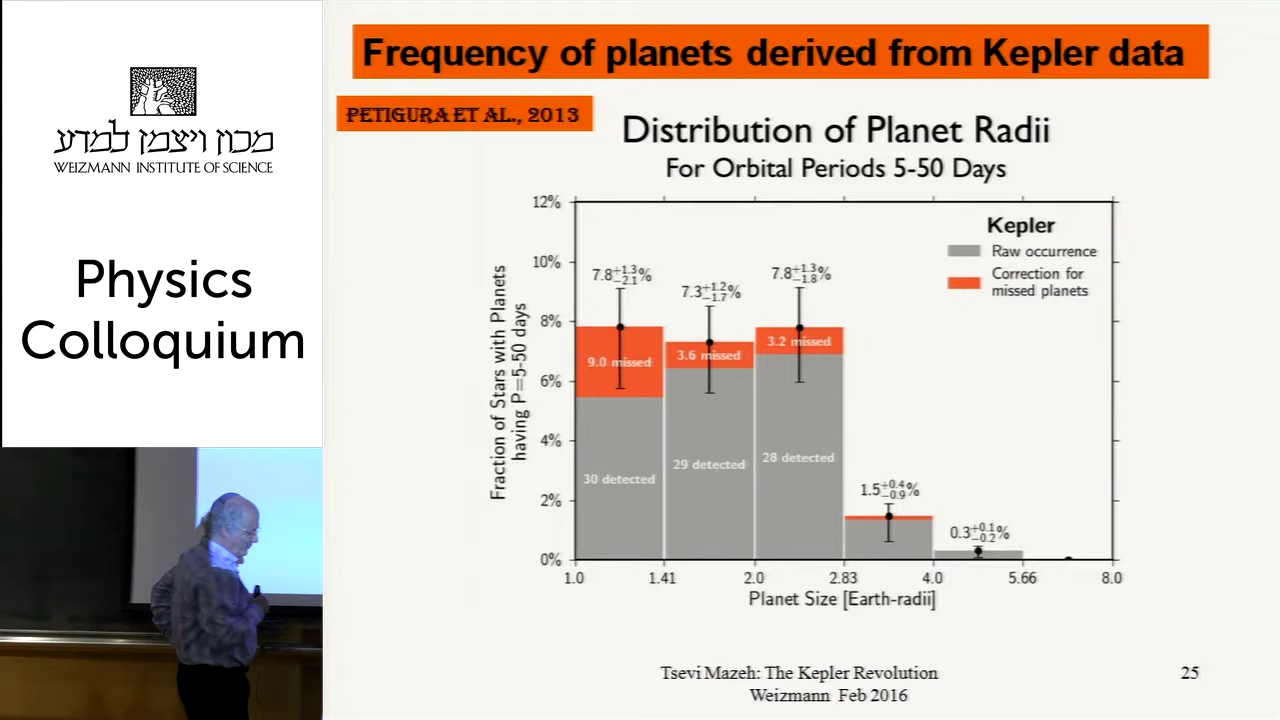 מכון ויצמן למדע
WEIZMANN INSTITUTE OF SCIENCE
Physics
Colloquium
Frequency of planets derived from Kepler data
PETIGURA ET AL., 2013
Distribution of Planet Radii
For Orbital Periods 5-50 Days
Fraction of Stars with Planets
having P=5-50 days
12%
10%
8%
6%
4%
2%
0%
Kepler
Raw occurrence
Correction for
missed planets
7.8+1.3−2.1%
7.3+1.2−1.7%
7.8+1.3−1.8%
1.5+0.4−0.9%
0.3+0.1−0.2%
9.0 missed
3.6 missed
3.2 missed
30 detected
29 detected
28 detected
1.0 1.41 2.0 2.83 4.0 5.66 8.0
Planet Size [Earth-radii]
Tsevi Mazeh: The Kepler Revolution
Weizmann Feb 2016
25